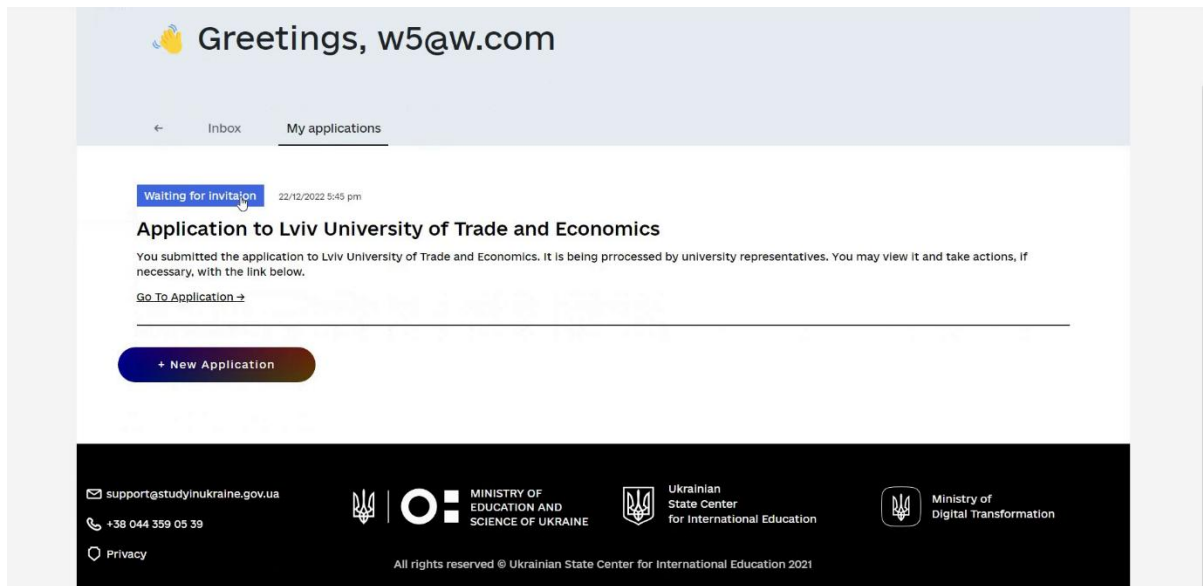 Greetings, w5@w.com
← Inbox My applications
Waiting for invitaion 22/12/2022 5:45 pm
Application to Lviv University of Trade and Economics
You submitted the application to Lviv University of Trade and Economics. It is being prrocessed by university representatives. You may view it and take actions, if
necessary, with the link below.
Go To Application →
+ New Application
support@studyinukraine.gov.ua
+38 044 359 05 39
Privacy
MINISTRY OF
EDUCATION AND
SCIENCE OF UKRAINE
Ukrainian
State Center
for International Education
Ministry of
Digital Transformation
All rights reserved © Ukrainian State Center for International Education 2021